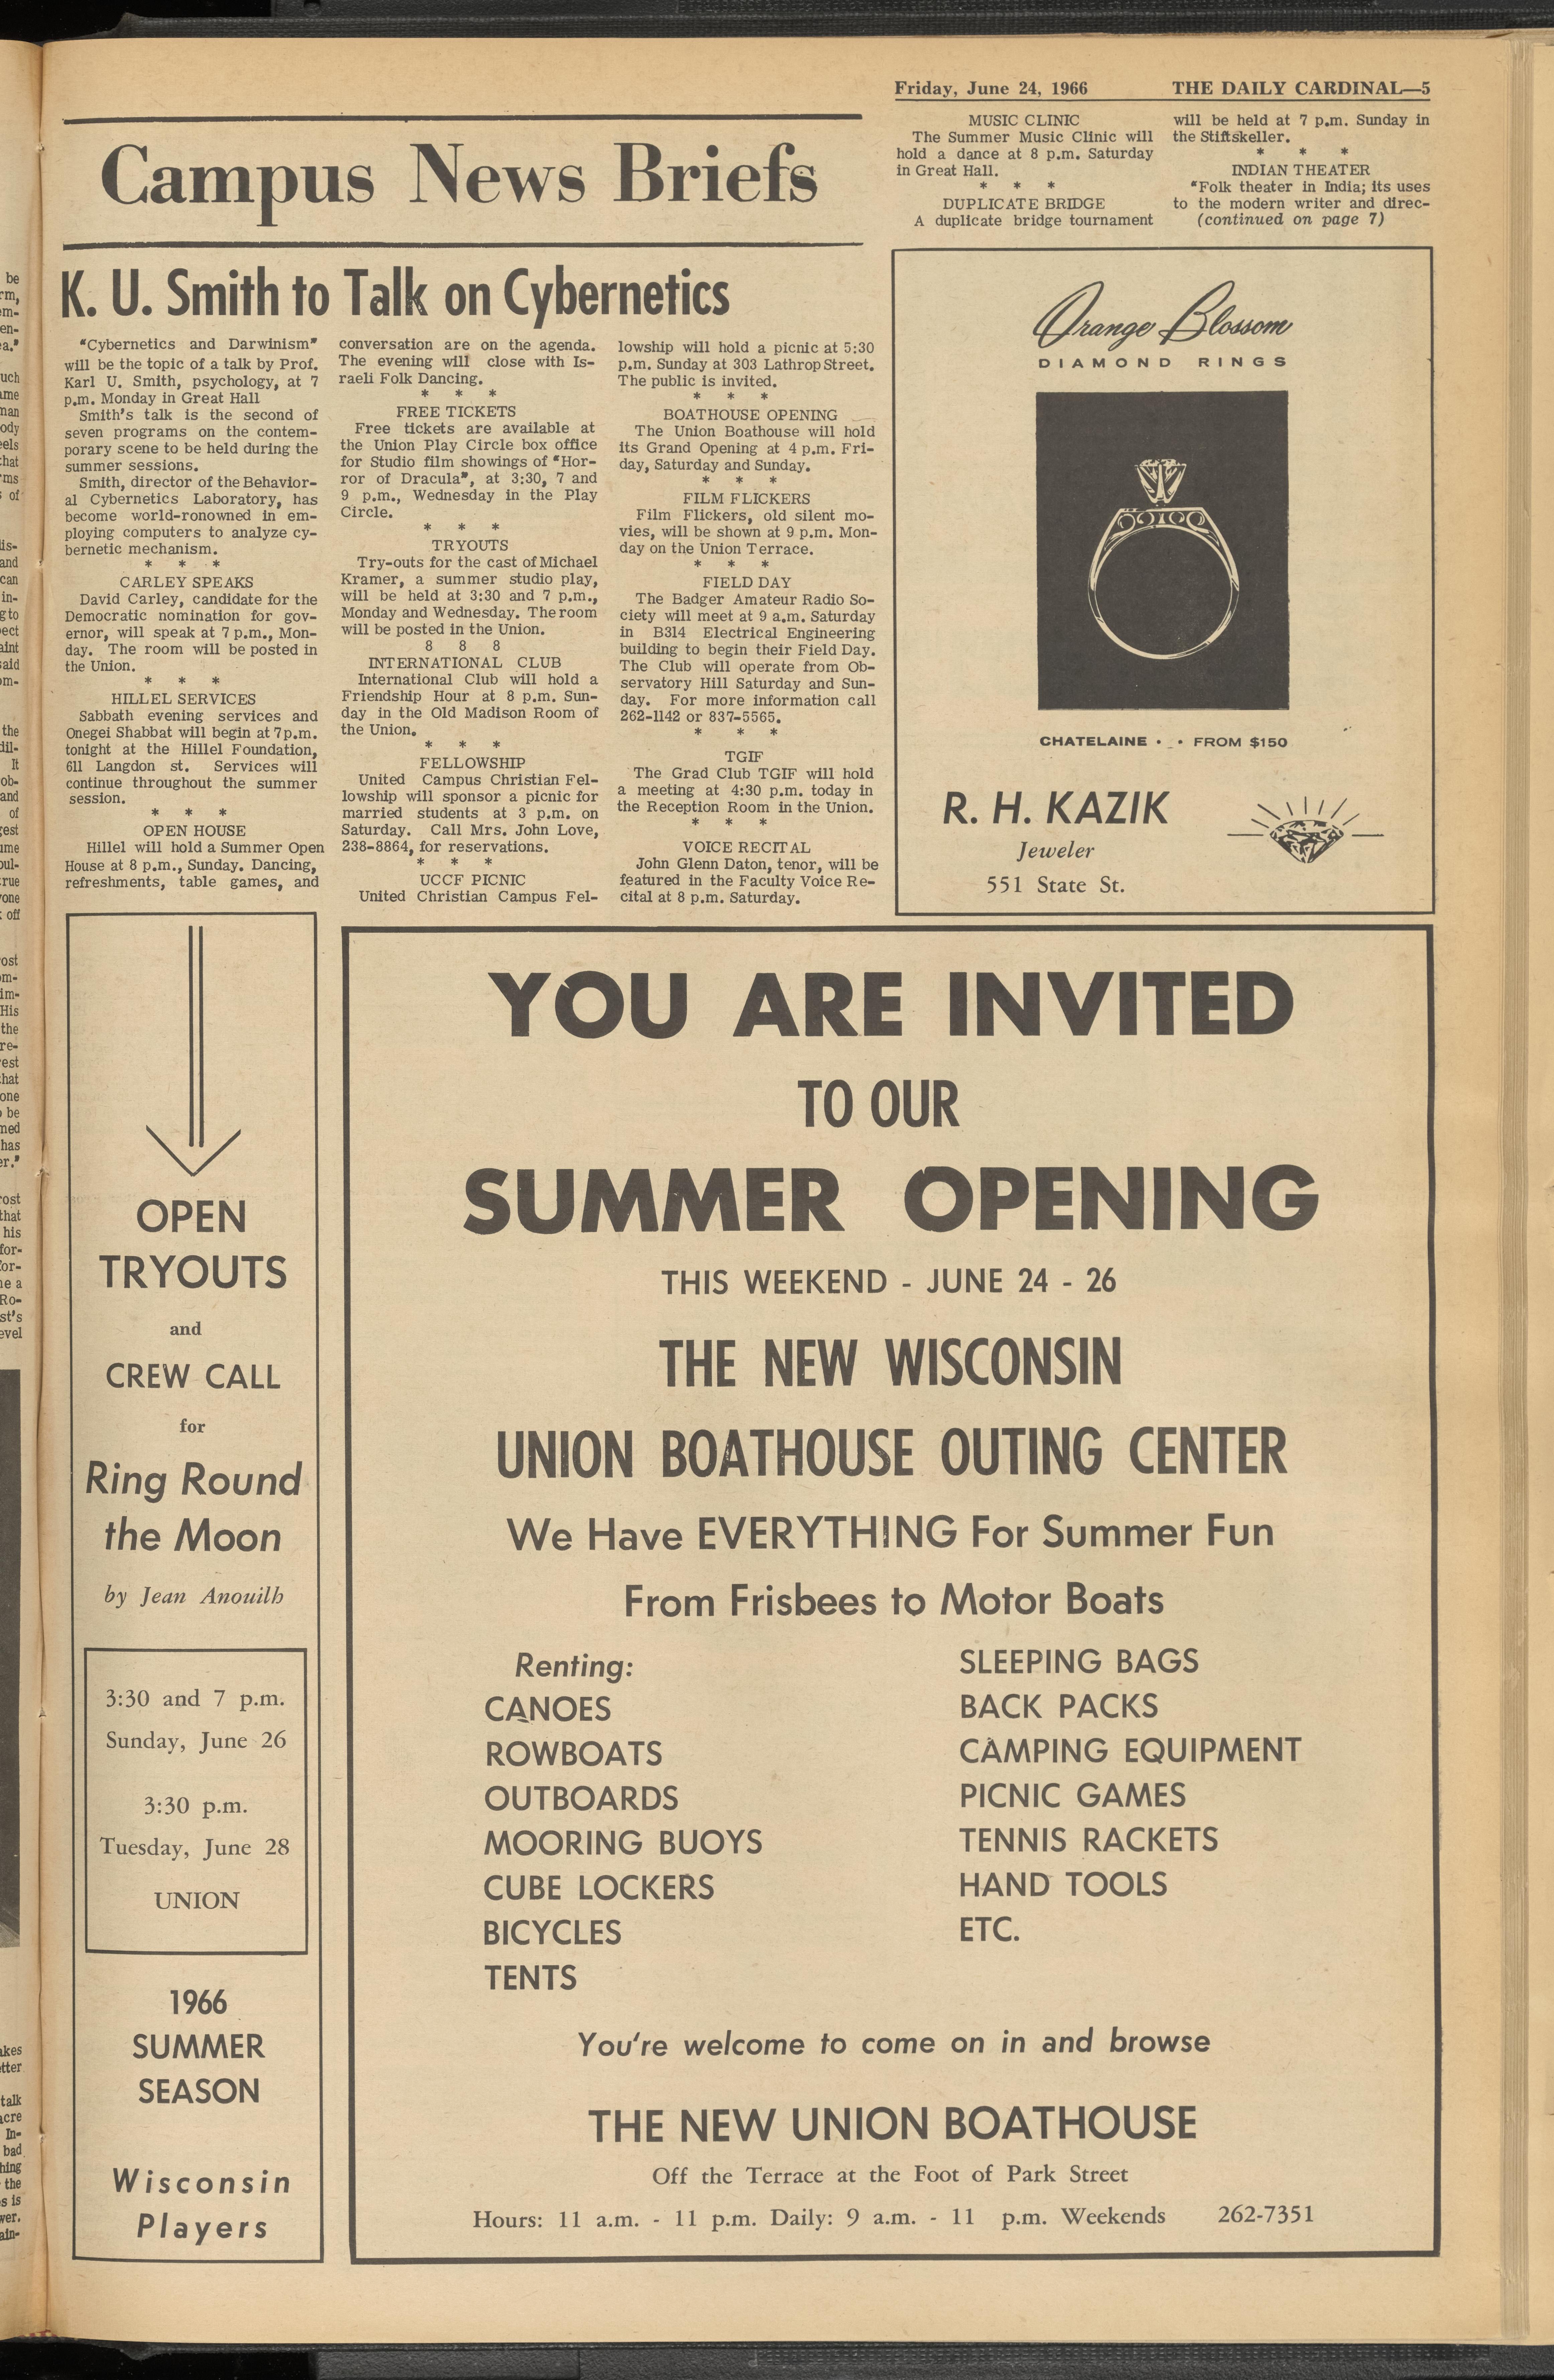 Friday, June 24, 1966
THE DAILY CARDINAL—5
Campus News Briefs
K. U. Smith to Talk on Cybernetics
"Cybernetics and Darwinism"
will be the topic of a talk by Prof.
Karl U. Smith, psychology, at 7
p.m. Monday in Great Hall
Smith's talk is the second of
seven programs on the contem-
porary scene to be held during the
summer sessions.
Smith, director of the Behavior-
al Cybernetics Laboratory, has
become world-ronowned in em-
ploying computers to analyze cy-
bernetic mechanism.
* * *
CARLEY SPEAKS
David Carley, candidate for the
Democratic nomination for gov-
ernor, will speak at 7 p.m., Mon-
day. The room will be posted in
the Union.
* * *
HILLEL SERVICES
Sabbath evening services and
Onegei Shabbat will begin at 7p.m.
tonight at the Hillel Foundation,
611 Langdon st. Services will
continue throughout the summer
session.
* * *
OPEN HOUSE
Hillel will hold a Summer Open
House at 8 p.m., Sunday. Dancing,
refreshments, table games, and
conversation are on the agenda.
The evening will close with Is-
raeli Folk Dancing.
* * *
FREE TICKETS
Free tickets are available at
the Union Play Circle box office
for Studio film showings of "Hor-
ror of Dracula", at 3:30, 7 and
9 p.m., Wednesday in the Play
Circle.
* * *
TRYOUTS
Try-outs for the cast of Michael
Kramer, a summer studio play,
will be held at 3:30 and 7 p.m.,
Monday and Wednesday. The room
will be posted in the Union.
8 8 8
INTERNATIONAL CLUB
International Club will hold a
Friendship Hour at 8 p.m. Sun-
day in the Old Madison Room of
the Union.
* * *
FELLOWSHIP
United Campus Christian Fel-
lowship will sponsor a picnic for
married students at 3 p.m. on
Saturday. Call Mrs. John Love,
238-8864, for reservations.
* * *
UCCF PICNIC
United Christian Campus Fel-
lowship will hold a picnic at 5:30
p.m. Sunday at 303 Lathrop Street.
The public is invited.
* * *
BOATHOUSE OPENING
The Union Boathouse will hold
its Grand Opening at 4 p.m. Fri-
day, Saturday and Sunday.
* * *
FILM FLICKERS
Film Flickers, old silent mo-
vies, will be shown at 9 p.m. Mon-
day on the Union Terrace.
* * *
FIELD DAY
The Badger Amateur Radio So-
ciety will meet at 9 a.m. Saturday
in B314 Electrical Engineering
building to begin their Field Day.
The Club will operate from Ob-
servatory Hill Saturday and Sun-
day. For more information call
262-1142 or 837-5565.
* * *
TGIF
The Grad Club TGIF will hold
a meeting at 4:30 p.m. today in
the Reception Room in the Union.
* * *
VOICE RECITAL
John Glenn Daton, tenor, will be
featured in the Faculty Voice Re-
cital at 8 p.m. Saturday.
MUSIC CLINIC
The Summer Music Clinic will
hold a dance at 8 p.m. Saturday
in Great Hall.
* * *
DUPLICATE BRIDGE
A duplicate bridge tournament
will be held at 7 p.m. Sunday in
the Stiftskeller.
* * *
INDIAN THEATER
"Folk theater in India; its uses
to the modern writer and direc-
(continued on page 7)
Orange Blossom
DIAMOND RINGS
CHATELAINE · · FROM $150
R. H. KAZIK
Jeweler
551 State St.
OPEN
TRYOUTS
and
CREW CALL
for
Ring Round
the Moon
by Jean Anouilh
3:30 and 7 p.m.
Sunday, June 26
3:30 p.m.
Tuesday, June 28
UNION
1966
SUMMER
SEASON
Wisconsin
Players
YOU ARE INVITED
TO OUR
SUMMER OPENING
THIS WEEKEND - JUNE 24 - 26
THE NEW WISCONSIN
UNION BOATHOUSE OUTING CENTER
We Have EVERYTHING For Summer Fun
From Frisbees to Motor Boats
Renting:
CANOES
ROWBOATS
OUTBOARDS
MOORING BUOYS
CUBE LOCKERS
BICYCLES
TENTS
SLEEPING BAGS
BACK PACKS
CAMPING EQUIPMENT
PICNIC GAMES
TENNIS RACKETS
HAND TOOLS
ETC.
You're welcome to come on in and browse
THE NEW UNION BOATHOUSE
Off the Terrace at the Foot of Park Street
Hours: 11 a.m. - 11 p.m. Daily: 9 a.m. - 11 p.m. Weekends 262-7351